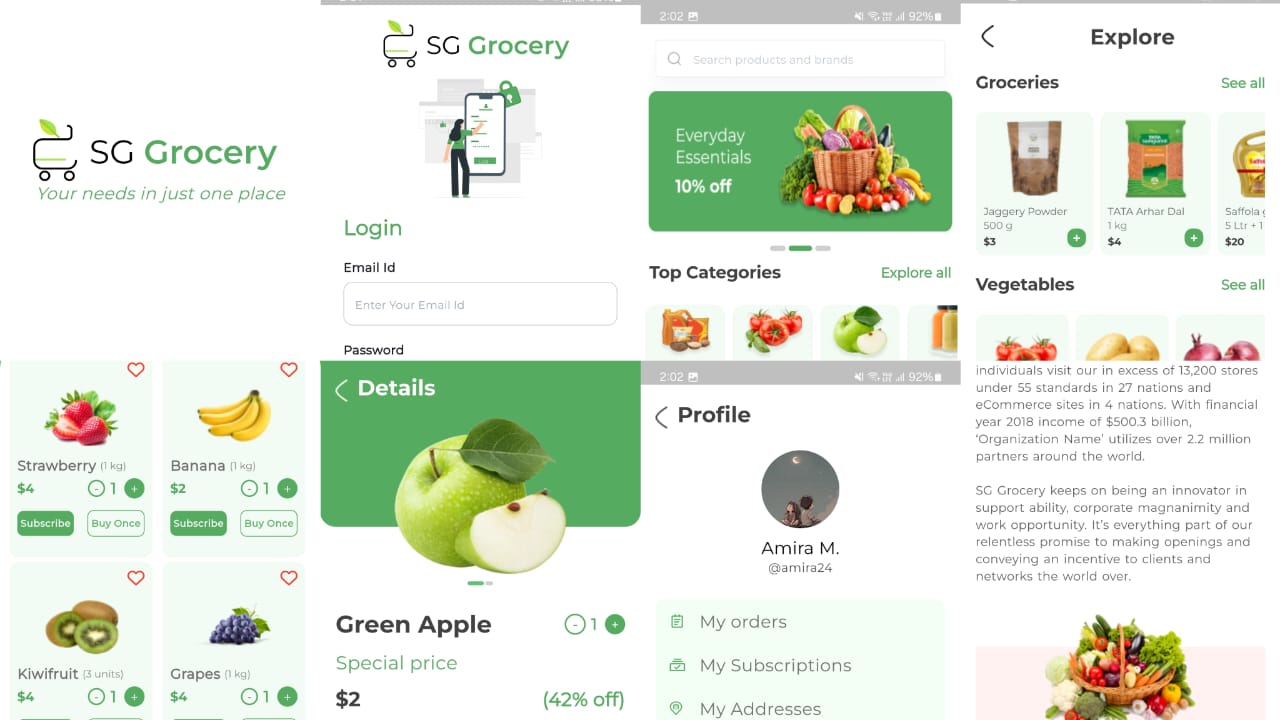 SG Grocery
Your needs in just one place
SG Grocery
Login
Email Id
Enter Your Email Id
Password
2:02
92%
Search products and brands
Everyday
Essentials
10% off
Top Categories
Explore all
Explore
Groceries
See all
Jaggery Powder
500 g
$3
+
TATA Arhar Dal
1 kg
$4
+
Saffola g
5 Ltr + 1
$20
Vegetables
See all
Strawberry (1 kg)
$4
- 1 +
Subscribe
Buy Once
Banana (1 kg)
$2
- 1 +
Subscribe
Buy Once
Kiwifruit (3 units)
$4
- 1 +
Grapes (1 kg)
$4
- 1 +
Details
Green Apple
- 1 +
Special price
$2
(42% off)
2:02
92%
Profile
Amira M.
@amira24
My orders
My Subscriptions
My Addresses
individuals visit our in excess of 13,200 stores
under 55 standards in 27 nations and
eCommerce sites in 4 nations. With financial
year 2018 income of $500.3 billion,
‘Organization Name’ utilizes over 2.2 million
partners around the world.
SG Grocery keeps on being an innovator in
support ability, corporate magnanimity and
work opportunity. It’s everything part of our
relentless promise to making openings and
conveying an incentive to clients and
networks the world over.